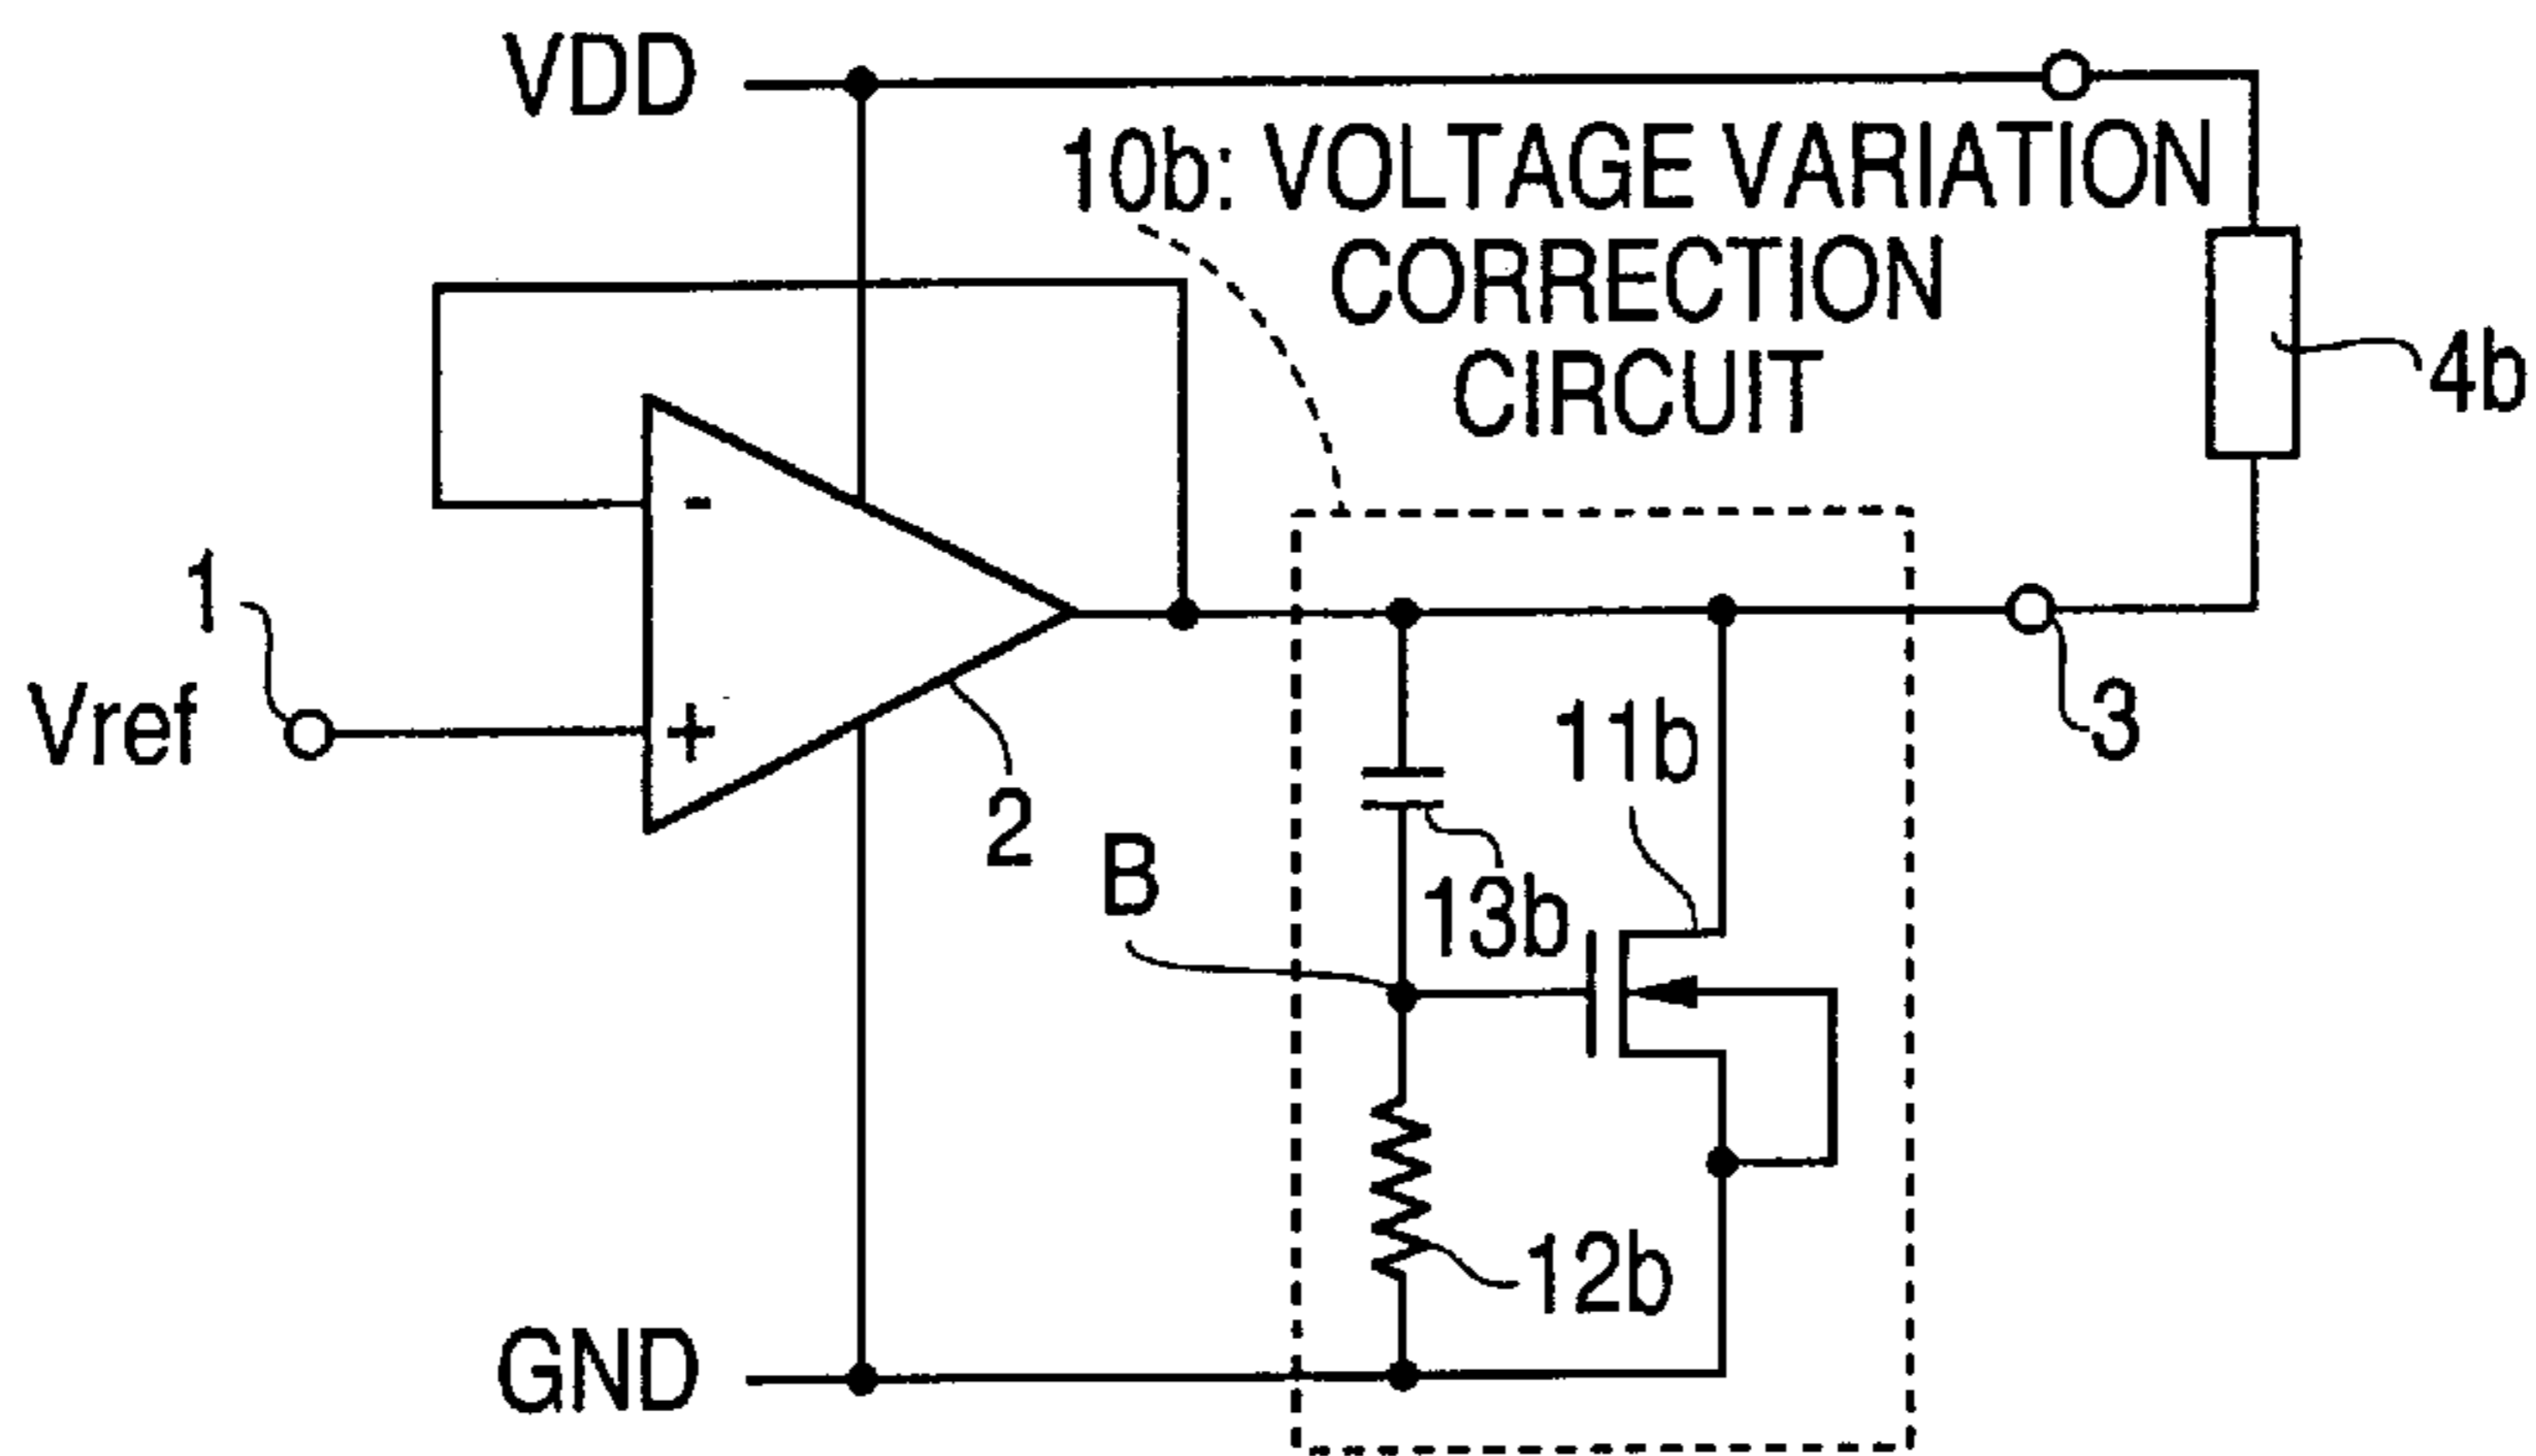 VDD
10b: VOLTAGE VARIATION
CORRECTION
CIRCUIT
4b
-
1
Vref
+
2
3
11b
B
13b
12b
GND